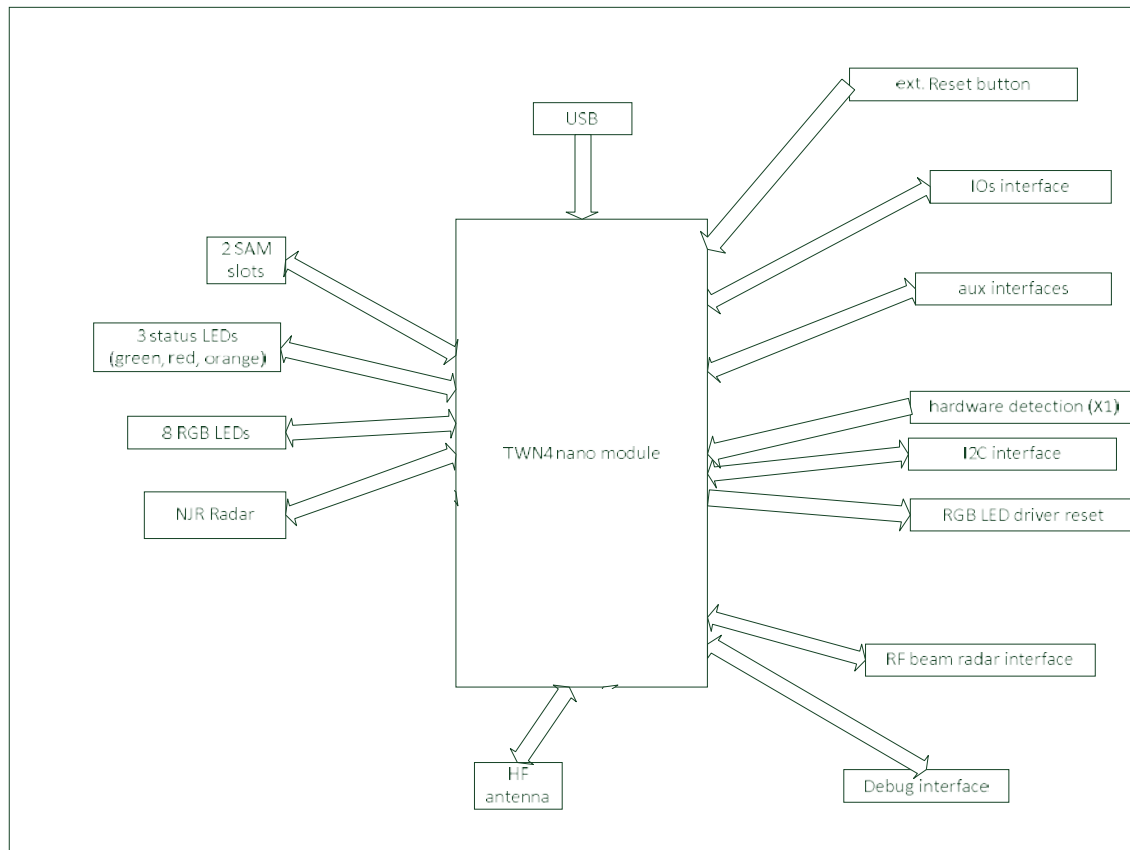 ext. Reset button
USB
IOs interface
2 SAM
slots
aux interfaces
3 status LEDs
(green, red, orange)
hardware detection (X1)
8 RGB LEDs
I2C interface
TWN4 nano module
NJR Radar
RGB LED driver reset
RF beam radar interface
HF
antenna
Debug interface